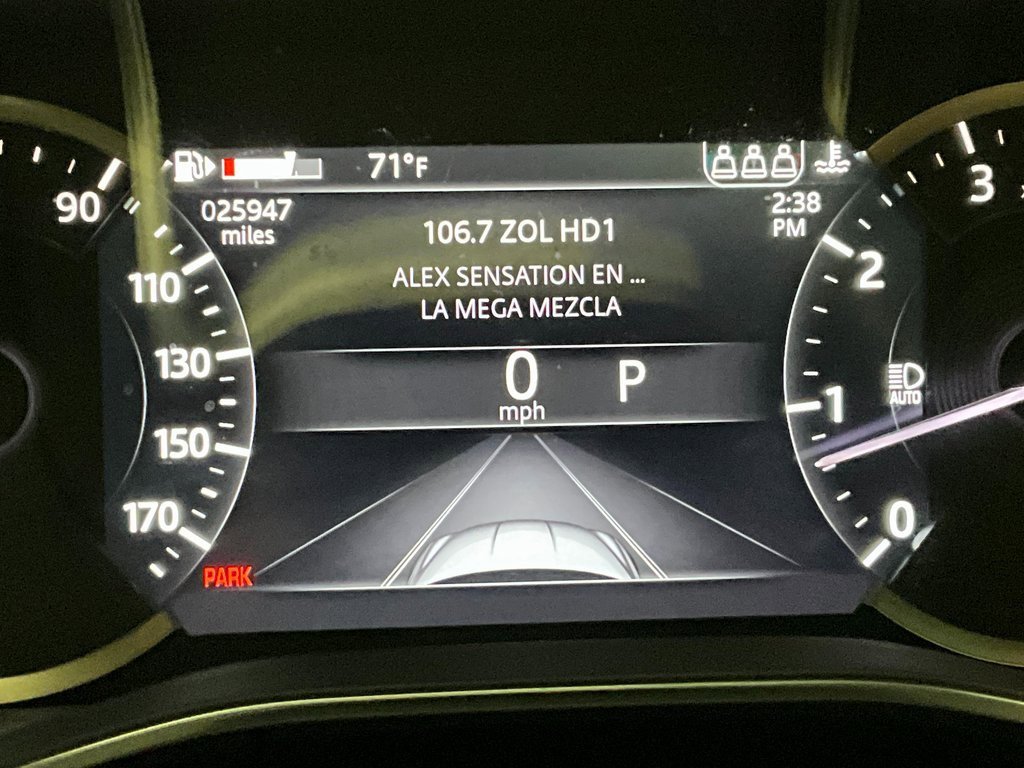 71°F
025947
miles
2:38
PM
106.7 ZOL HD1
ALEX SENSATION EN ...
LA MEGA MEZCLA
0
mph
P
90
110
130
150
170
3
2
1
0
AUTO
PARK